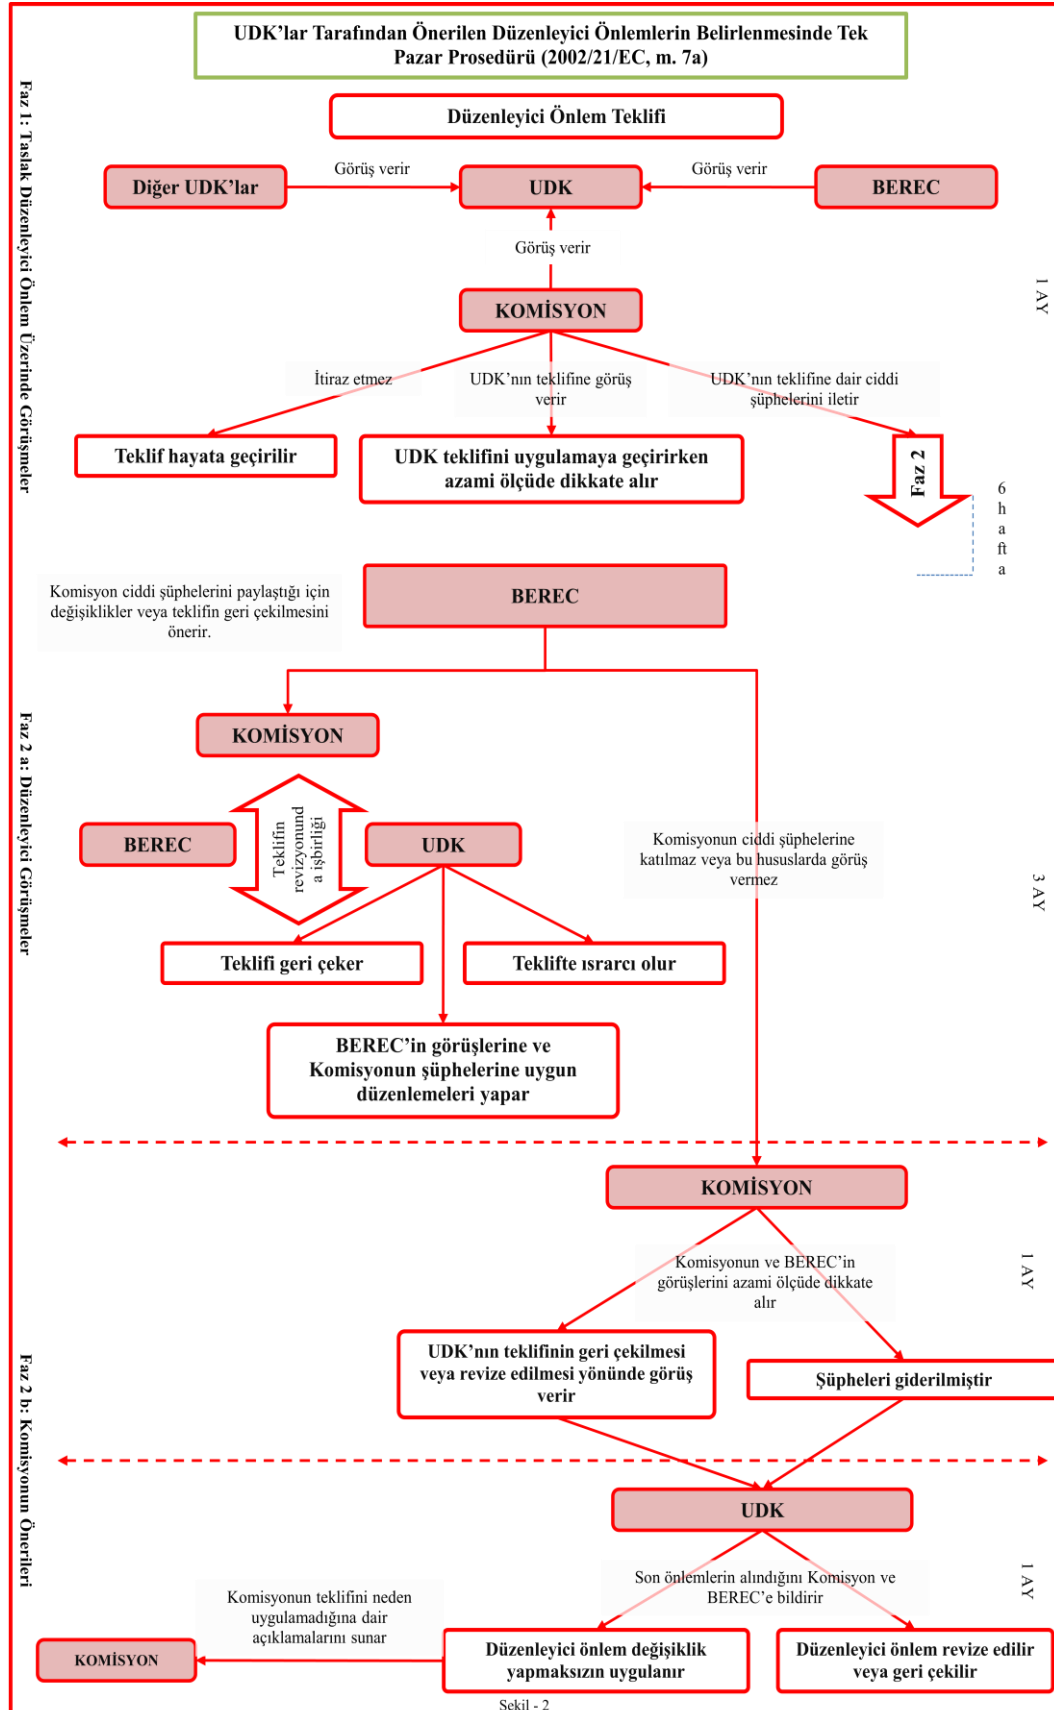 UDK’lar Tarafından Önerilen Düzenleyici Önlemlerin Belirlenmesinde Tek
Pazar Prosedürü (2002/21/EC, m. 7a)
Faz 1: Taslak Düzenleyici Önlem Üzerinde Görüşmeler
Düzenleyici Önlem Teklifi
Diğer UDK’lar
Görüş verir
UDK
Görüş verir
BEREC
Görüş verir
1 AY
KOMİSYON
İtiraz etmez
UDK’nın teklifine görüş
verir
UDK’nın teklifine dair ciddi
şüphelerini iletir
Teklif hayata geçirilir
UDK teklifini uygulamaya geçirirken
azami ölçüde dikkate alır
Faz 2
6
h
a
ft
a
Komisyon ciddi şüphelerini paylaştığı için
değişiklikler veya teklifin geri çekilmesini
önerir.
BEREC
Faz 2 a: Düzenleyici Görüşmeler
KOMİSYON
BEREC
Teklifin
revizyonund
a işbirliği
UDK
Komisyonun ciddi şüphelerine
katılmaz veya bu hususlarda görüş
vermez
3 AY
Teklifi geri çeker
Teklifte ısrarcı olur
BEREC’in görüşlerine ve
Komisyonun şüphelerine uygun
düzenlemeleri yapar
KOMİSYON
Komisyonun ve BEREC’in
görüşlerini azami ölçüde dikkate
alır
1 AY
Faz 2 b: Komisyonun Önerileri
UDK’nın teklifinin geri çekilmesi
veya revize edilmesi yönünde görüş
verir
Şüpheleri giderilmiştir
UDK
Son önlemlerin alındığını Komisyon ve
BEREC’e bildirir
1 AY
Komisyonun teklifini neden
uygulamadığına dair
açıklamalarını sunar
KOMİSYON
Düzenleyici önlem değişiklik
yapmaksızın uygulanır
Düzenleyici önlem revize edilir
veya geri çekilir
Şekil - 2